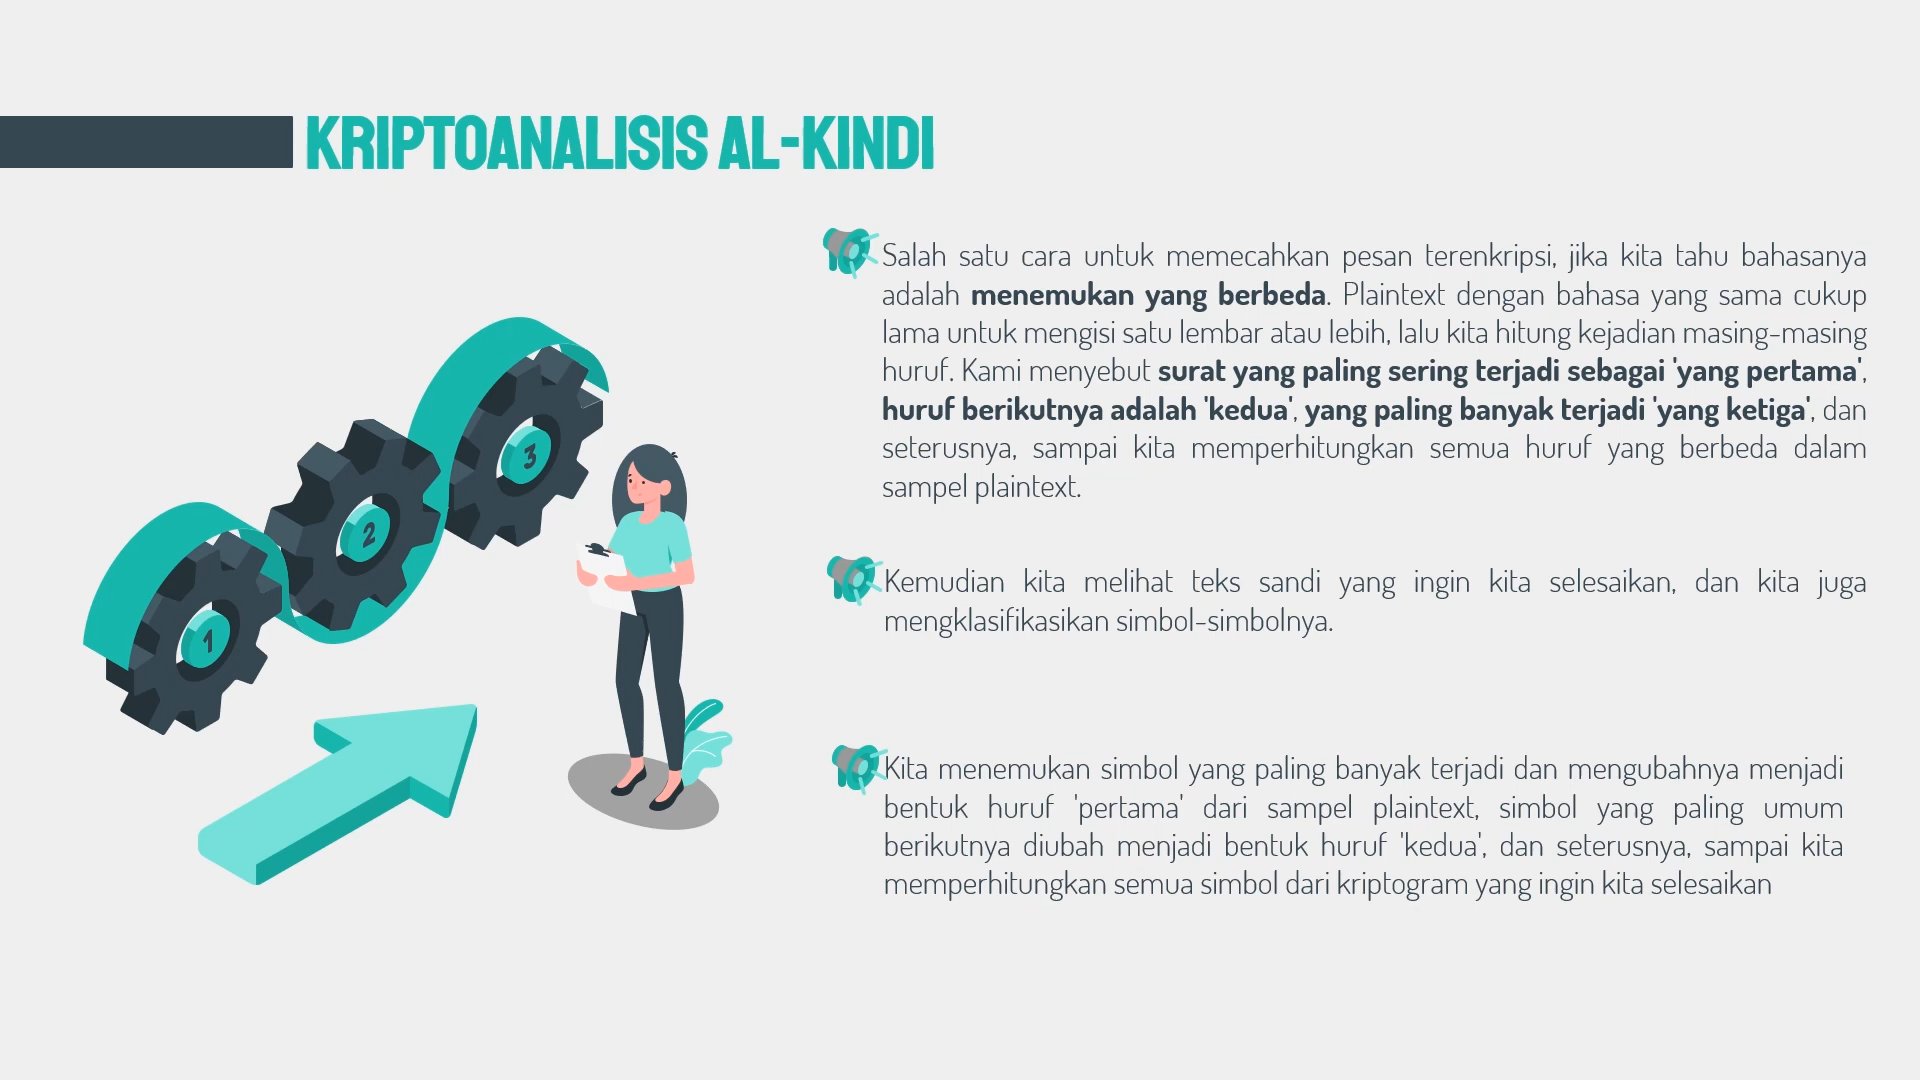 KRIPTOANALISIS AL-KINDI
Salah satu cara untuk memecahkan pesan terenkripsi, jika kita tahu bahasanya
adalah menemukan yang berbeda. Plaintext dengan bahasa yang sama cukup
lama untuk mengisi satu lembar atau lebih, lalu kita hitung kejadian masing-masing
huruf. Kami menyebut surat yang paling sering terjadi sebagai 'yang pertama',
huruf berikutnya adalah 'kedua', yang paling banyak terjadi 'yang ketiga', dan
seterusnya, sampai kita memperhitungkan semua huruf yang berbeda dalam
sampel plaintext.
Kemudian kita melihat teks sandi yang ingin kita selesaikan, dan kita juga
mengklasifikasikan simbol-simbolnya.
Kita menemukan simbol yang paling banyak terjadi dan mengubahnya menjadi
bentuk huruf 'pertama' dari sampel plaintext, simbol yang paling umum
berikutnya diubah menjadi bentuk huruf 'kedua', dan seterusnya, sampai kita
memperhitungkan semua simbol dari kriptogram yang ingin kita selesaikan
1
2
3